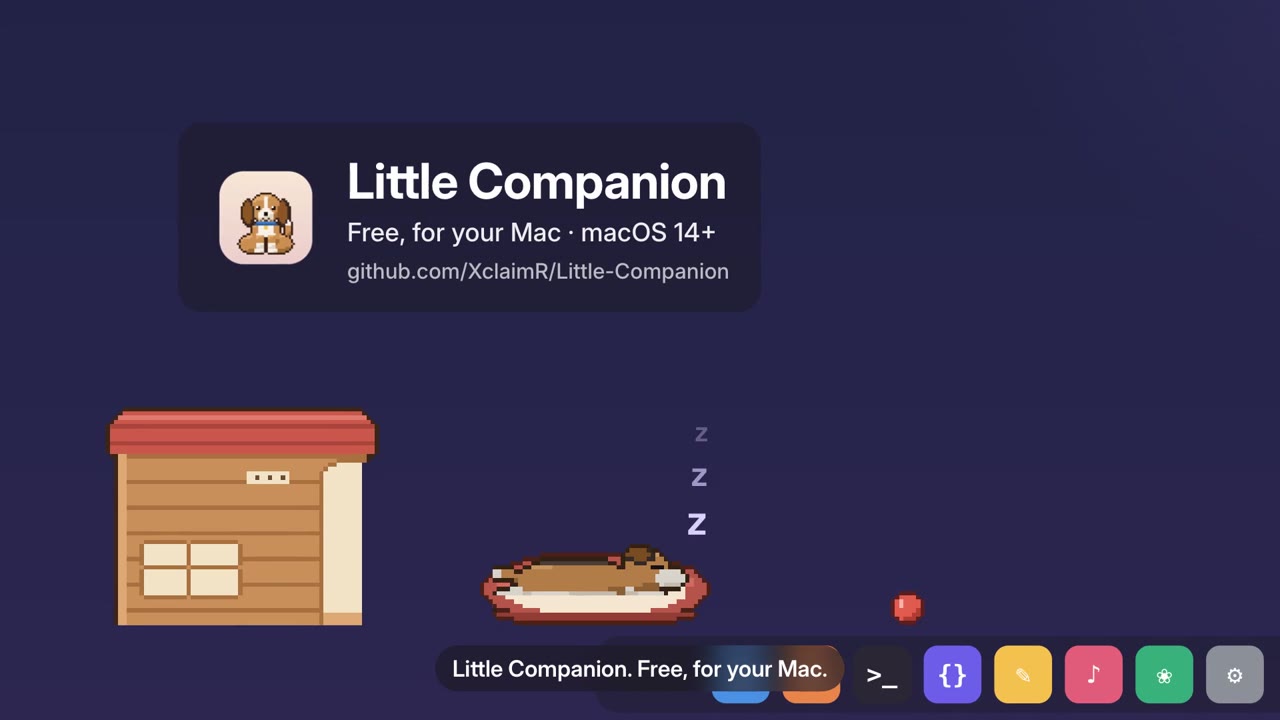 Little Companion
Free, for your Mac · macOS 14+
github.com/XclaimR/Little-Companion
z
z
z
Little Companion. Free, for your Mac.
>_
{}